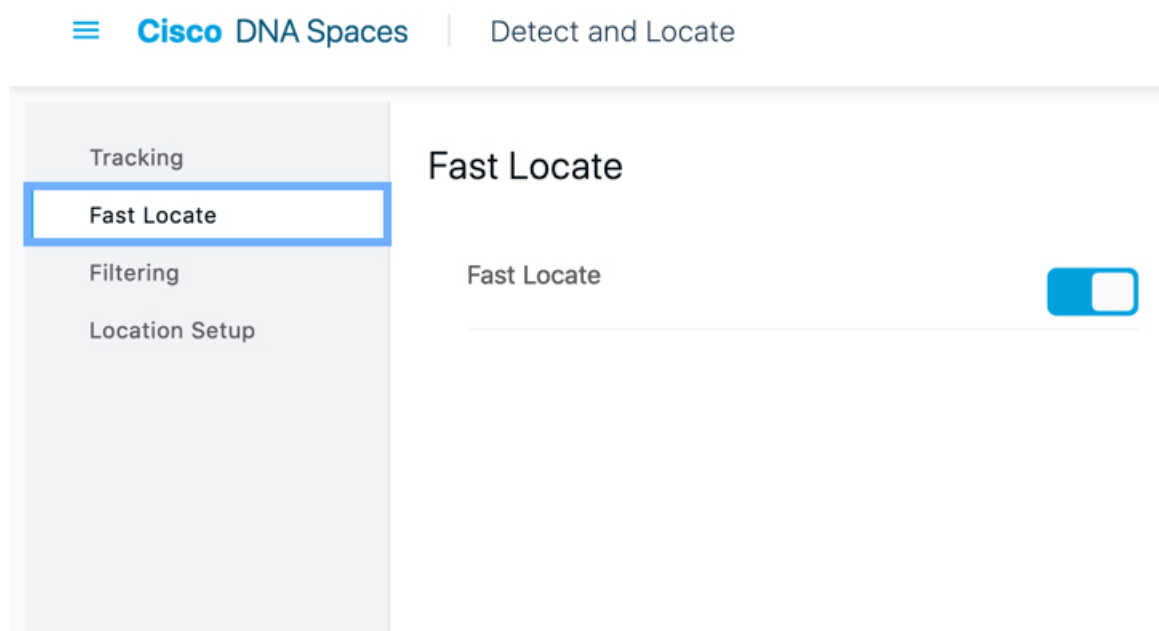 Cisco DNA Spaces Detect and Locate
Tracking
Fast Locate
Filtering
Location Setup
Fast Locate
Fast Locate